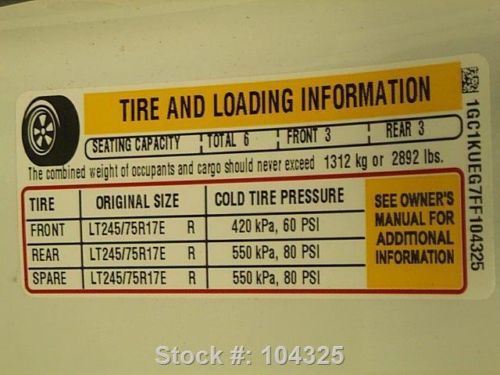 TIRE AND LOADING INFORMATION
SEATING CAPACITY TOTAL 6 FRONT 3 REAR 3
The combined weight of occupants and cargo should never exceed 1312 kg or 2892 lbs.
TIRE ORIGINAL SIZE COLD TIRE PRESSURE
FRONT LT245/75R17E R 420 kPa, 60 PSI
REAR LT245/75R17E R 550 kPa, 80 PSI
SPARE LT245/75R17E R 550 kPa, 80 PSI
SEE OWNER'S
MANUAL FOR
ADDITIONAL
INFORMATION
1GC1KUEG7FF104325
Stock #: 104325